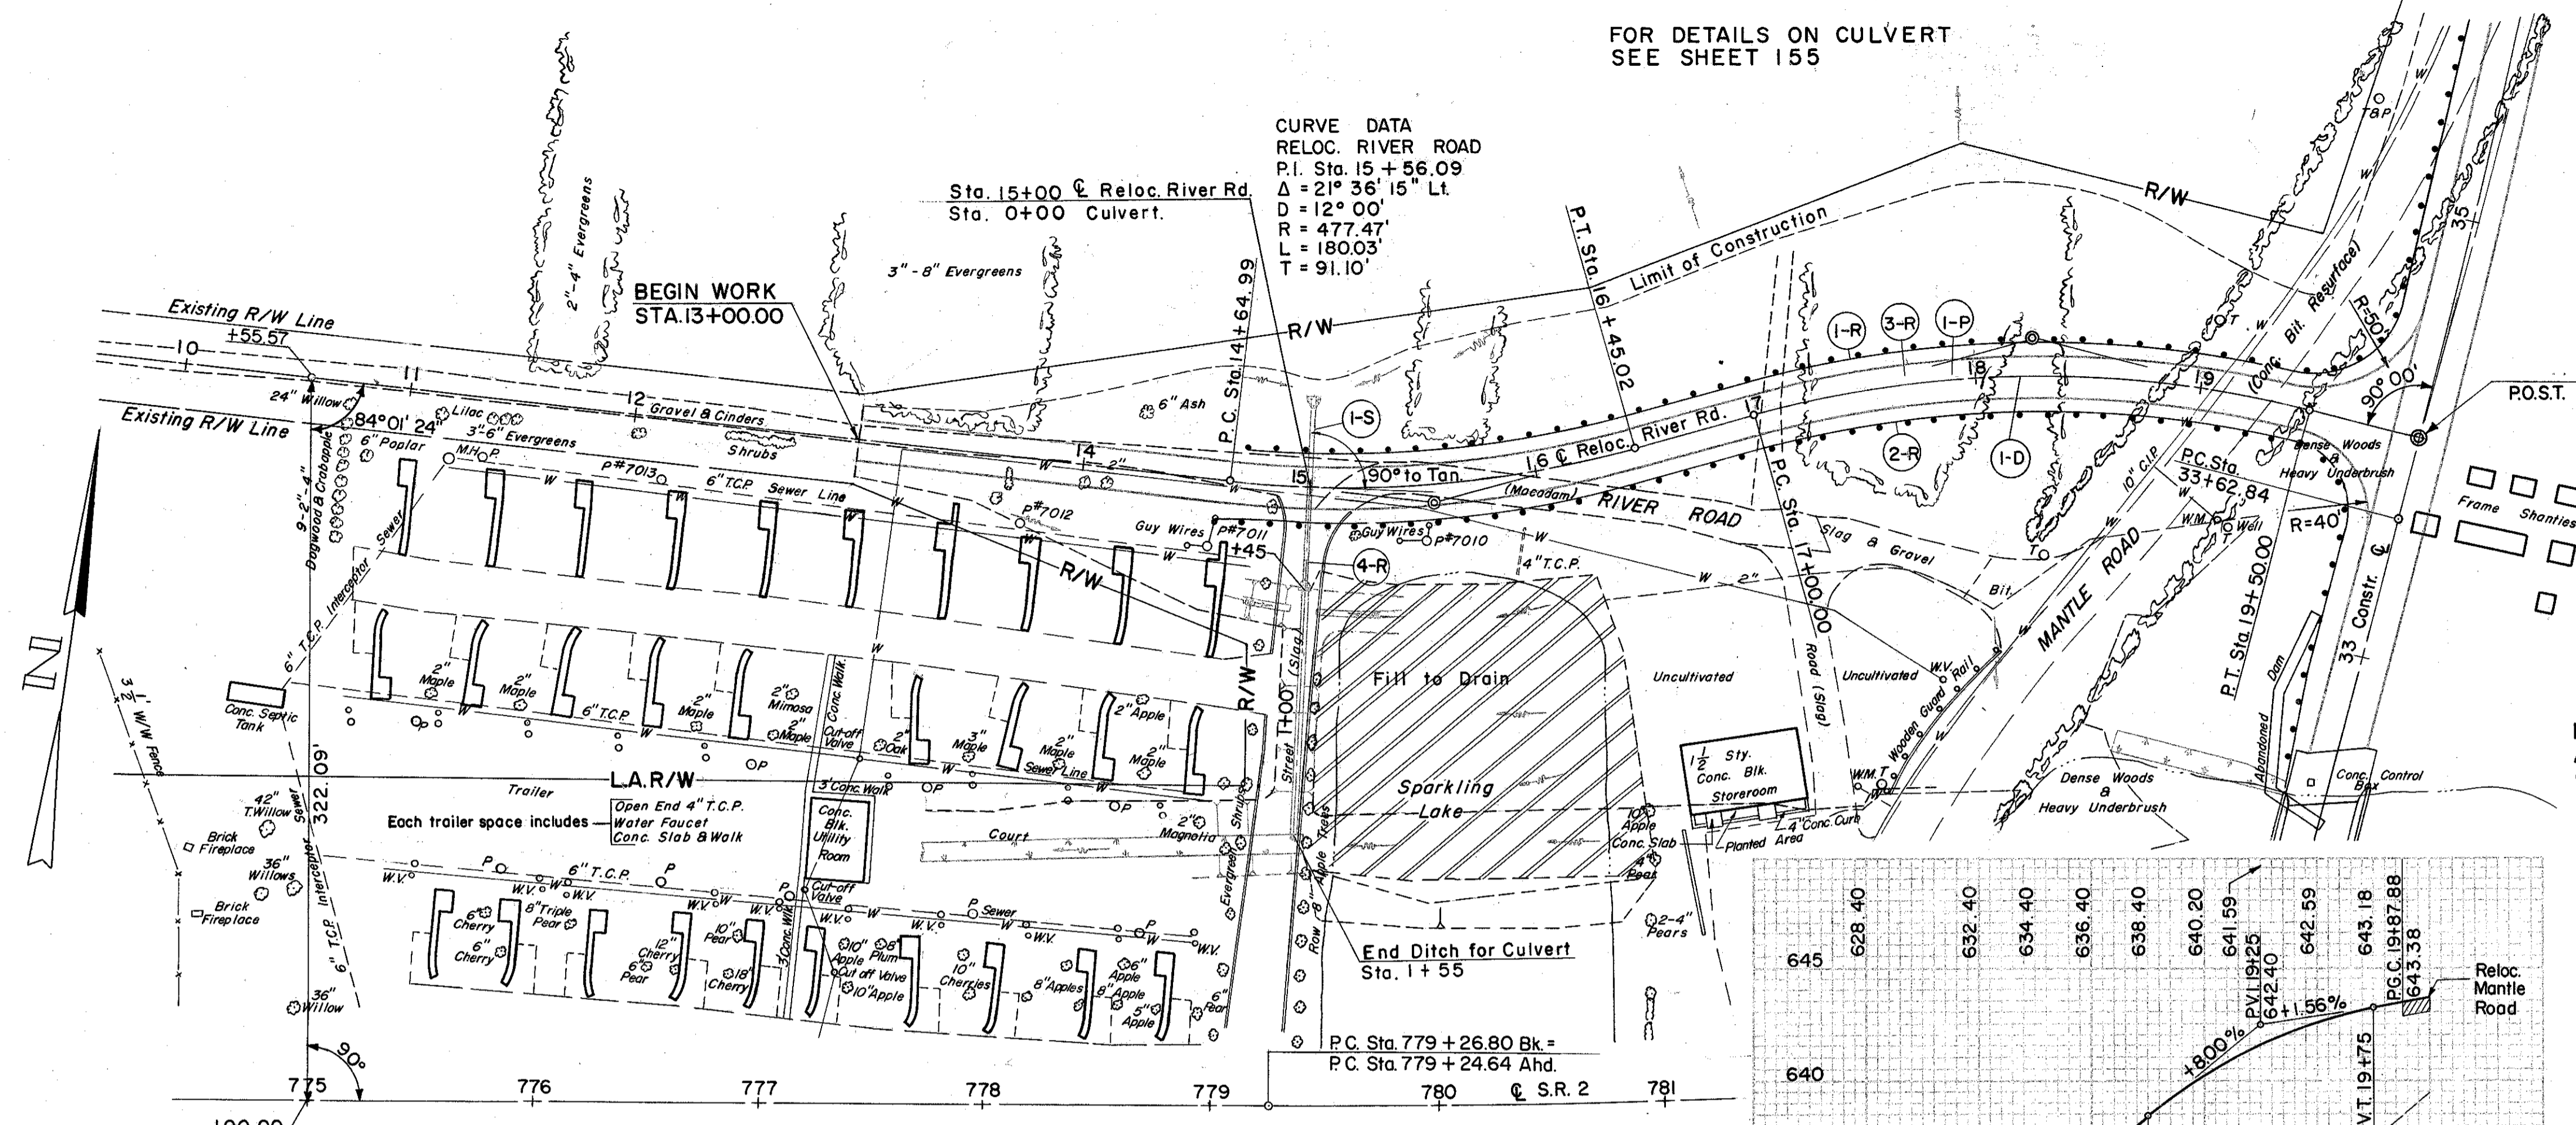 FOR DETAILS ON CULVERT
SEE SHEET 155
CURVE DATA
RELOC. RIVER ROAD
P.I. Sta. 15 + 56.09
Δ = 21° 36' 15" Lt.
D = 12° 00'
R = 477.47'
L = 180.03'
T = 91.10'
Sta. 15+00 ℄ Reloc. River Rd.
Sta. 0+00 Culvert.
2"-4" Evergreens
3"-8" Evergreens
BEGIN WORK
STA. 13+00.00
Existing R/W Line
+55.57
10
11
12
14
15
16 ℄ Reloc. River Rd. 17
18
19
35
Existing R/W Line
24" Willow
84° 01' 24"
Lilac
Gravel & Cinders
6" Poplar
3"-6" Evergreens
Shrubs
M.H.
P.
P#7013
6" T.C.P. Sewer Line
9-2"-4"
Dogwood & Crabapple
6" T.C.P. Interceptor Sewer
P.C. Sta. 14 + 64.99
P.T. Sta. 16 + 45.02
Limit of Construction
R/W
R/W
6" Ash
W
2"
1-S
90° to Tan.
(Macadam)
RIVER ROAD
1-R
3-R
1-P
2-R
1-D
T&P
(Conc. Bit. Resurface)
R=50'
90° 00'
P.O.S.T.
Dense Woods
&
Heavy Underbrush
P.C. Sta.
33+62.84
10" C.I.P.
W.M.
Well
T
R=40'
Frame Shanties
P#7012
Guy Wires
P#7011
+45
Guy Wires
P#7010
4-R
4" T.C.P.
R/W
W 2"
P.C. Sta. 17+00.00
Slag & Gravel
Bit.
MANTLE ROAD
P.T. Sta. 19+50.00
33 Constr. ℄
N
3 1/2' W/W Fence
Conc. Septic
Tank
322.09'
2"
Maple
2"
Maple
6" T.C.P.
2"
Maple
2"
Mimosa
2"
Maple
Conc. Walk.
Cut-off
Valve
2"
Oak
3"
Maple
2"
Maple
2" Apple
2"
Maple
Sewer Line
R/W
Street 1+00 (Slag)
Fill to Drain
Sparkling
Lake
Uncultivated
Road (Slag)
Uncultivated
W.V.
Wooden Guard Rail
W.M.
T
Abandoned Dam
Conc. Control
Box
Dense Woods
&
Heavy Underbrush
1 1/2 Sty.
Conc. Blk.
Storeroom
4" Conc. Curb
Planted Area
10"
Apple
Conc. Slab
4"
Pear
2-4"
Pears
L.A. R/W
Trailer
Court
Each trailer space includes
Open End 4" T.C.P.
Water Faucet
Conc. Slab & Walk
3' Conc. Walk
Conc.
Blk.
Utility
Room
Cut-off
Valve
2"
Magnolia
Evergreen Shrubs
Row 8" Apple Trees
42"
T.Willow
Brick
Fireplace
36"
Willows
Brick
Fireplace
36"
Willow
6" T.C.P. Interceptor Sewer
P
6" T.C.P.
P
W.V.
W.V.
W.V.
W.V.
W.V.
W.V.
P
Sewer
W.V.
W.V.
6"
Cherry
6"
Cherry
8" Triple
Pear
12"
Cherry
6"
Pear
10"
Pear
18"
Cherry
3' Conc. Wlk.
10"
Apple
8"
Plum
Cut off Valve
10" Apple
10"
Cherries
8" Apples
6"
Apple
8" Apple
5"
Apple
6"
Pear
End Ditch for Culvert
Sta. 1 + 55
P.C. Sta. 779 + 26.80 Bk. =
P.C. Sta. 779 + 24.64 Ahd.
90°
775
776
777
778
779
780
℄ S.R. 2
781
628.40
632.40
634.40
636.40
638.40
640.20
641.59
P.V.I. 19+25
642.40
642.59
643.18
P.G.C. 19+87.88
643.38
645
640
+8.00%
+1.56%
V.T. 19+75
Reloc.
Mantle
Road